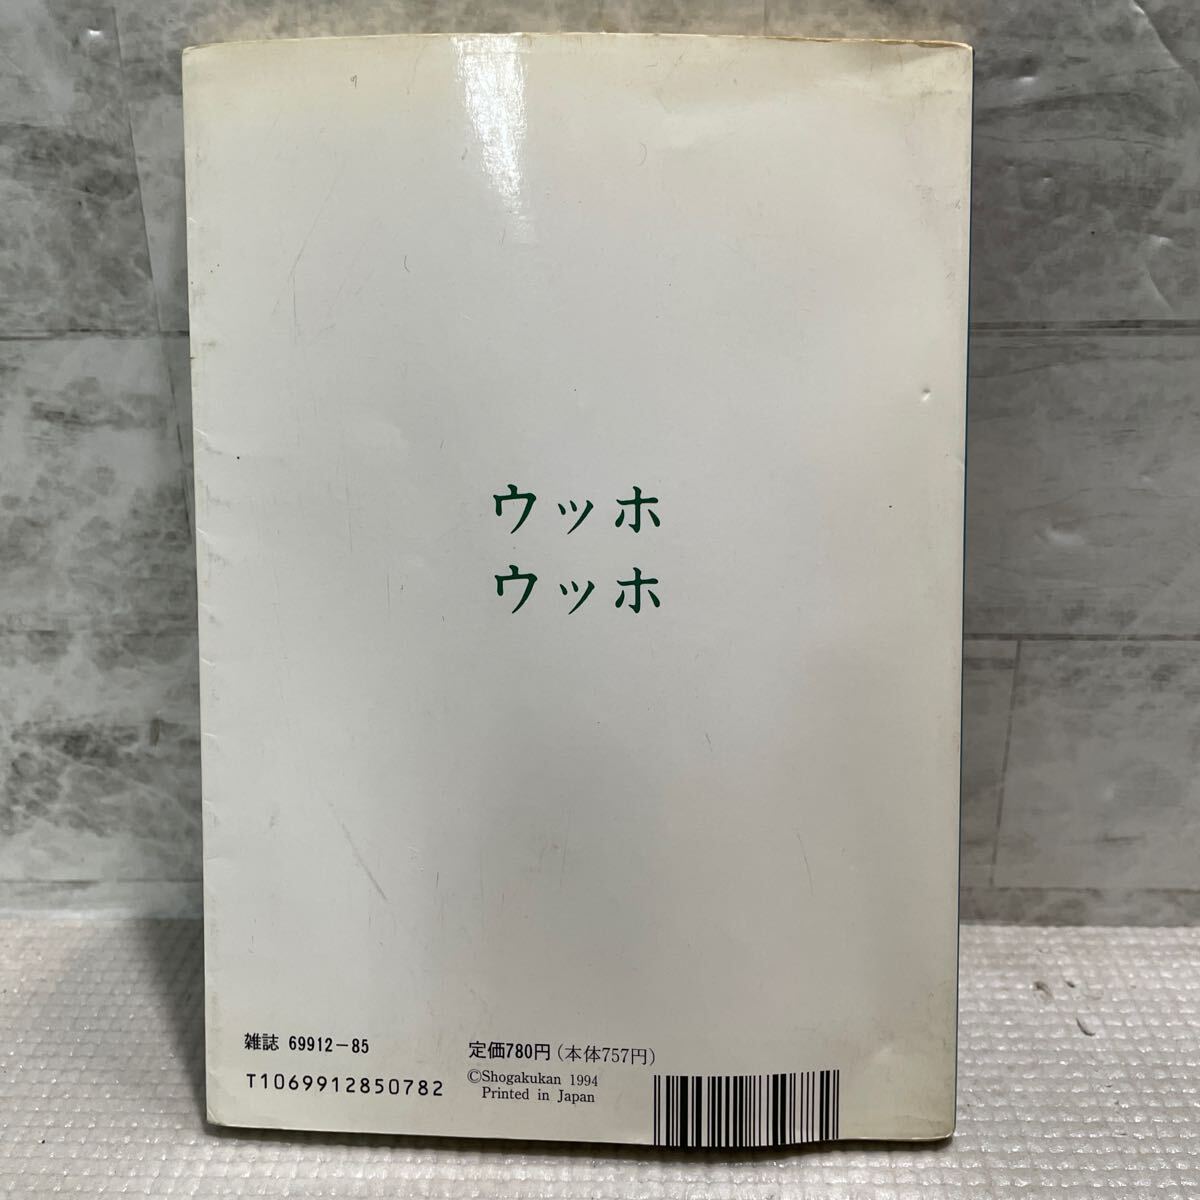 ウッホ
ウッホ
雑誌 69912-85
T1069912850782
定価780円(本体757円)
©Shogakukan 1994
Printed in Japan